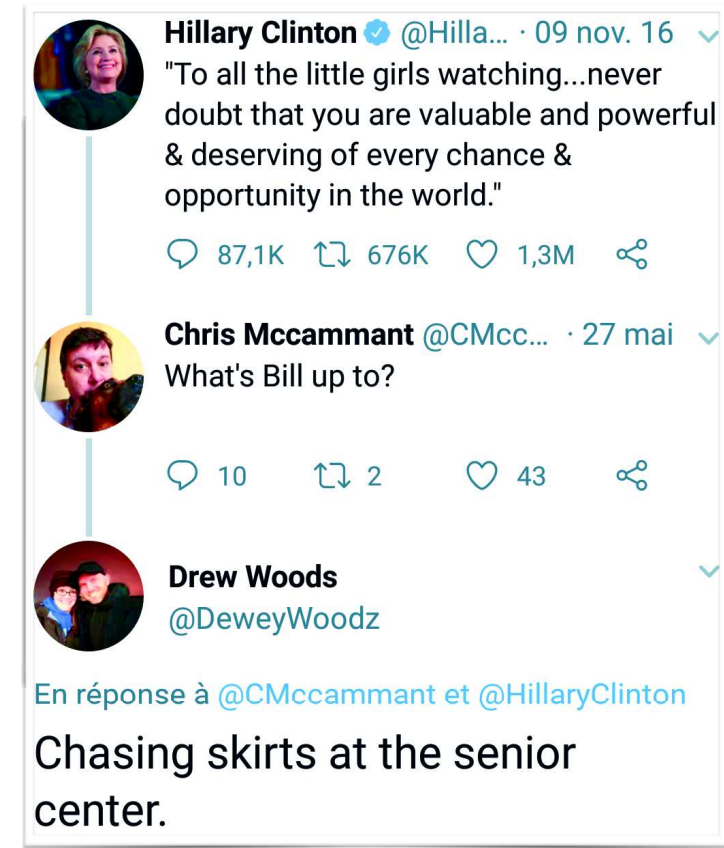 Hillary Clinton @Hilla... · 09 nov. 16
"To all the little girls watching...never
doubt that you are valuable and powerful
& deserving of every chance &
opportunity in the world."
87,1K 676K 1,3M
Chris Mccammant @CMcc... · 27 mai
What's Bill up to?
10 2 43
Drew Woods
@DeweyWoodz
En réponse à @CMccammant et @HillaryClinton
Chasing skirts at the senior
center.